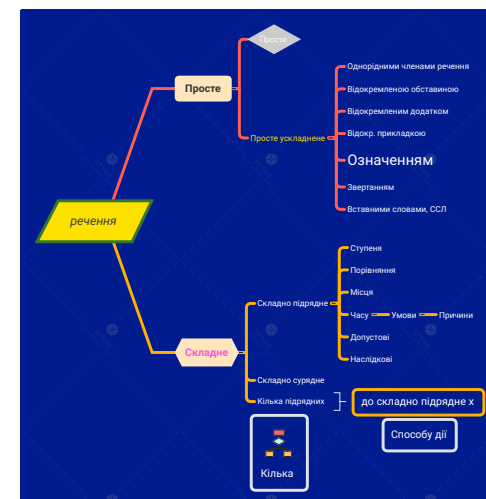 Просте
Просте
Однорідними членами речення
Відокремленою обставиною
Відокремленим додатком
Відокр. прикладкою
Просте ускладнене
Означенням
Звертанням
Вставними словами, ССЛ
речення
Ступеня
Порівняння
Місця
Складно підрядне
Часу
Умови
Причини
Допустові
Наслідкові
Складне
Складно сурядне
Кілька підрядних
до складно підрядне х
Способу дії
Кілька